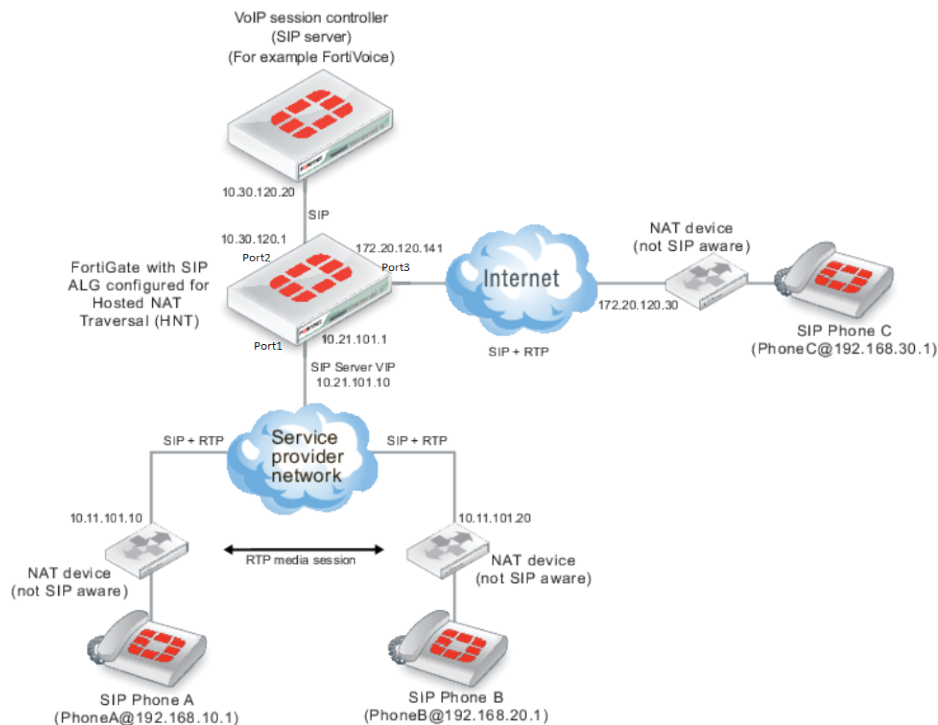 VoIP session controller
(SIP server)
(For example FortiVoice)
10.30.120.20
SIP
10.30.120.1
Port2
172.20.120.141
Port3
FortiGate with SIP
ALG configured for
Hosted NAT
Traversal (HNT)
Port1
10.21.101.1
SIP Server VIP
10.21.101.10
Internet
SIP + RTP
172.20.120.30
NAT device
(not SIP aware)
SIP Phone C
(PhoneC@192.168.30.1)
Service
provider
network
SIP + RTP
SIP + RTP
10.11.101.10
10.11.101.20
NAT device
(not SIP aware)
RTP media session
NAT device
(not SIP aware)
SIP Phone A
(PhoneA@192.168.10.1)
SIP Phone B
(PhoneB@192.168.20.1)